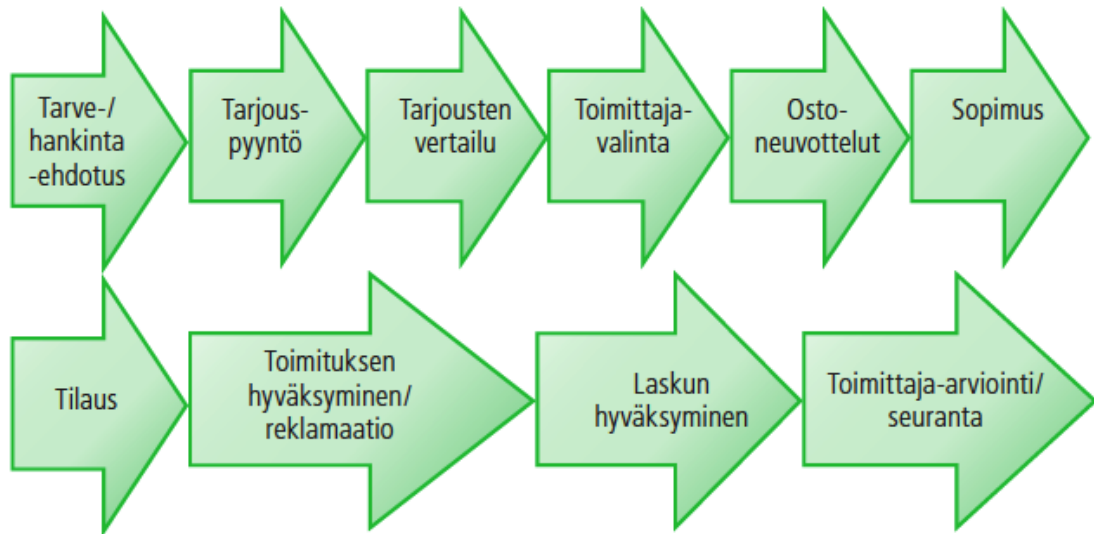 Tarve-/
hankinta
-ehdotus
Tarjous-
pyyntö
Tarjousten
vertailu
Toimittaja-
valinta
Osto-
neuvottelut
Sopimus
Tilaus
Toimituksen
hyväksyminen/
reklamaatio
Laskun
hyväksyminen
Toimittaja-arviointi/
seuranta